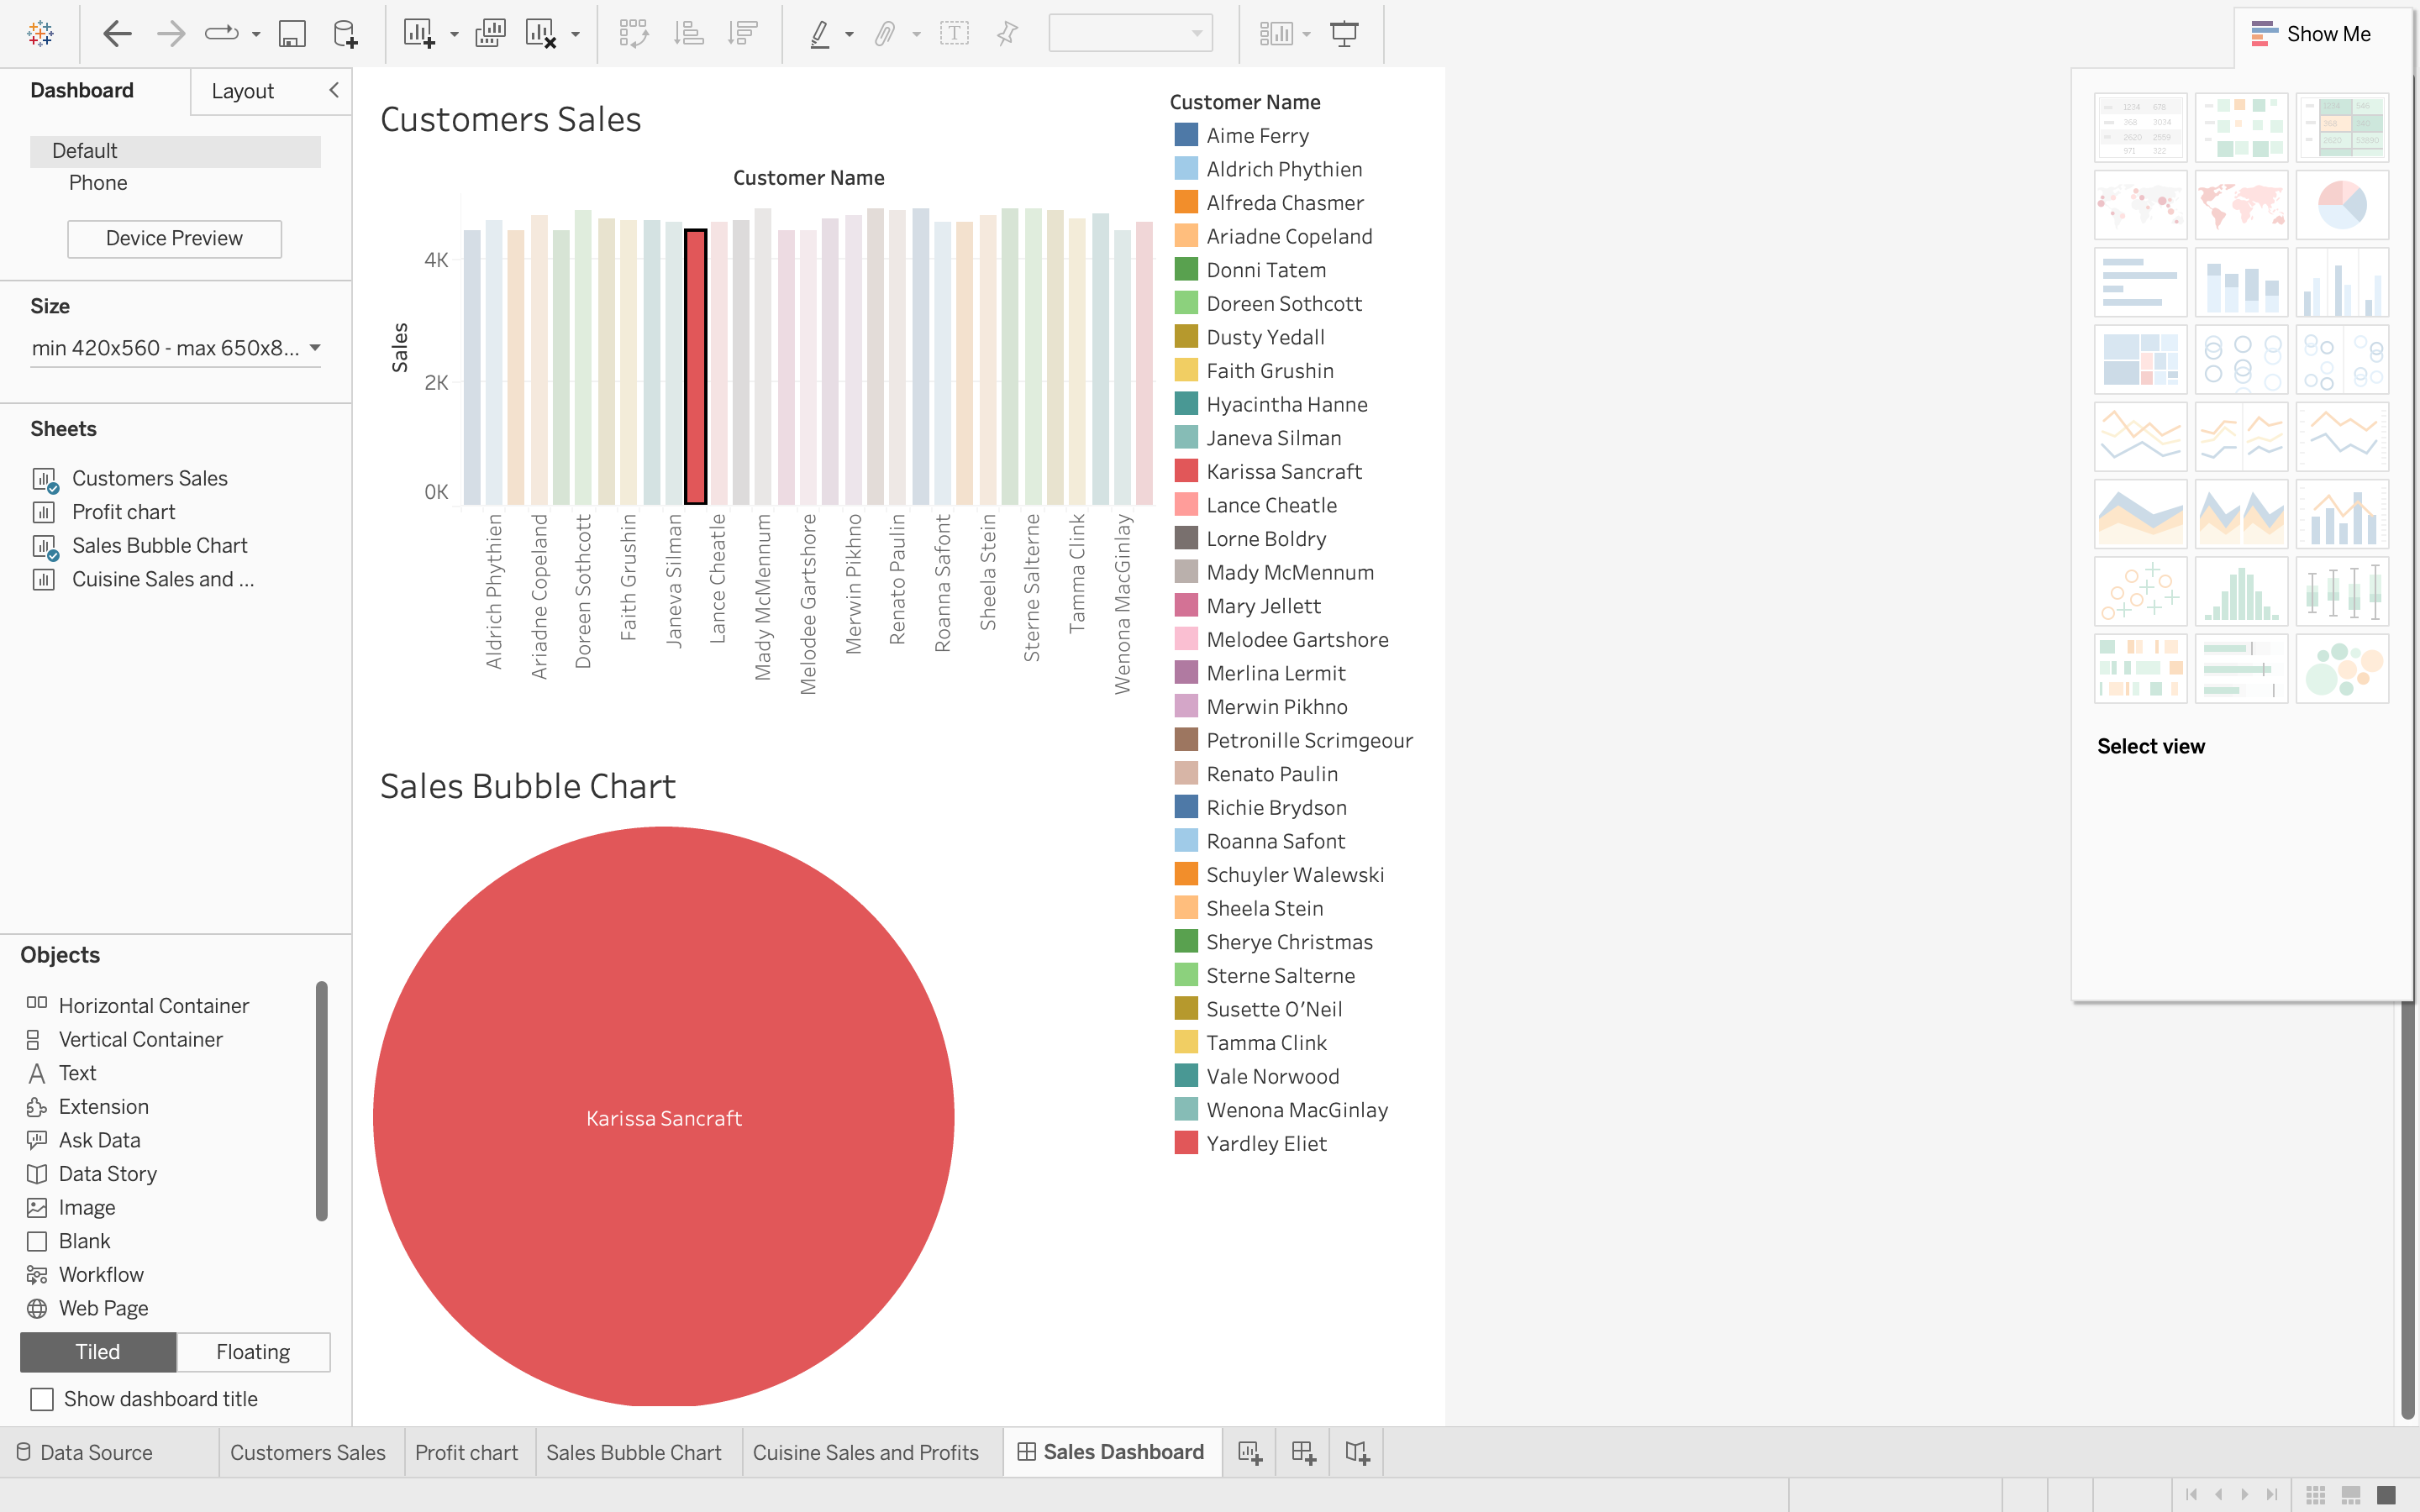 Show Me
Dashboard
Layout
Default
Phone
Device Preview
Size
min 420x560 - max 650x8...
Sheets
Customers Sales
Profit chart
Sales Bubble Chart
Cuisine Sales and ...
Objects
Horizontal Container
Vertical Container
Text
Extension
Ask Data
Data Story
Image
Blank
Workflow
Web Page
Tiled
Floating
Show dashboard title
Customers Sales
Customer Name
Sales
4K
2K
0K
Aldrich Phythien
Ariadne Copeland
Doreen Sothcott
Faith Grushin
Janeva Silman
Lance Cheatle
Mady McMennum
Melodee Gartshore
Merwin Pikhno
Renato Paulin
Roanna Safont
Sheela Stein
Sterne Salterne
Tamma Clink
Wenona MacGinlay
Sales Bubble Chart
Karissa Sancraft
Customer Name
Aime Ferry
Aldrich Phythien
Alfreda Chasmer
Ariadne Copeland
Donni Tatem
Doreen Sothcott
Dusty Yedall
Faith Grushin
Hyacintha Hanne
Janeva Silman
Karissa Sancraft
Lance Cheatle
Lorne Boldry
Mady McMennum
Mary Jellett
Melodee Gartshore
Merlina Lermit
Merwin Pikhno
Petronille Scrimgeour
Renato Paulin
Richie Brydson
Roanna Safont
Schuyler Walewski
Sheela Stein
Sherye Christmas
Sterne Salterne
Susette O'Neil
Tamma Clink
Vale Norwood
Wenona MacGinlay
Yardley Eliet
1234 678
368 3034
2620 2559
971 322
Select view
Data Source
Customers Sales
Profit chart
Sales Bubble Chart
Cuisine Sales and Profits
Sales Dashboard